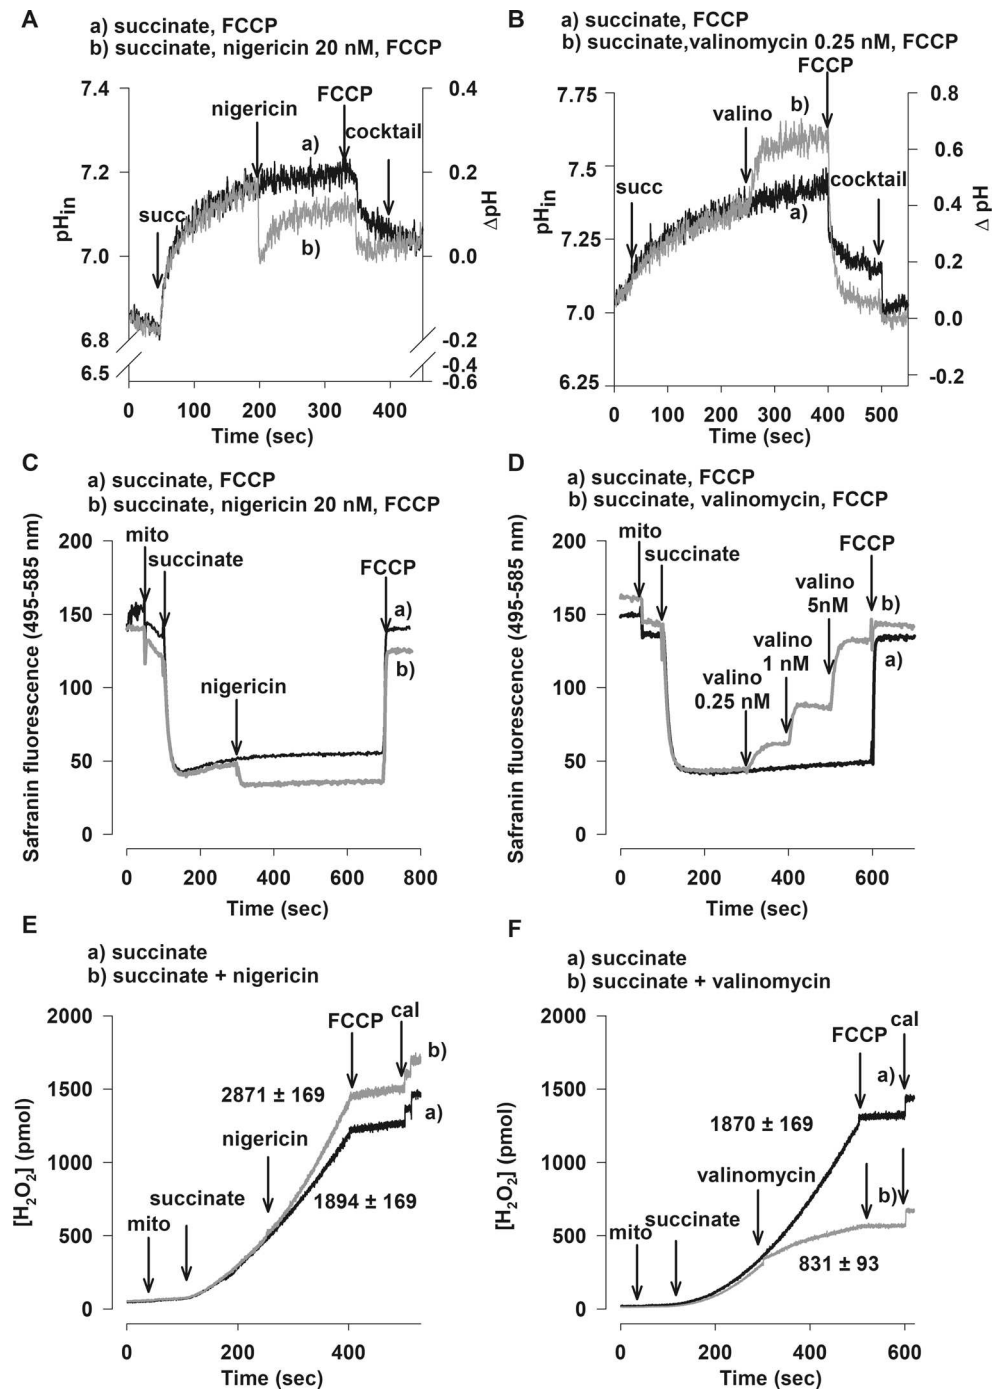 A
a) succinate, FCCP
b) succinate, nigericin 20 nM, FCCP
7.4
7.2
7.0
6.8
6.5
pHin
0.4
0.2
0.0
-0.2
-0.4
-0.6
ΔpH
succ
nigericin
FCCP
cocktail
a)
b)
0 100 200 300 400
Time (sec)
B
a) succinate, FCCP
b) succinate,valinomycin 0.25 nM, FCCP
7.75
7.5
7.25
7.0
6.25
pHin
0.8
0.6
0.4
0.2
0.0
-0.2
Δ pH
succ
valino
FCCP
cocktail
b)
a)
0 100 200 300 400 500
Time (sec)
C
a) succinate, FCCP
b) succinate, nigericin 20 nM, FCCP
200
150
100
50
0
Safranin fluorescence (495-585 nm)
mito
succinate
nigericin
FCCP
a)
b)
0 200 400 600 800
Time (sec)
D
a) succinate, FCCP
b) succinate, valinomycin, FCCP
200
150
100
50
0
Safranin fluorescence (495-585 nm)
mito
succinate
valino
0.25 nM
valino
1 nM
valino
5nM
FCCP
b)
a)
0 200 400 600
Time (sec)
E
a) succinate
b) succinate + nigericin
2000
1500
1000
500
0
[H2O2] (pmol)
mito
succinate
nigericin
FCCP
cal
b)
a)
2871 ± 169
1894 ± 169
0 200 400
Time (sec)
F
a) succinate
b) succinate + valinomycin
2000
1500
1000
500
0
[H2O2] (pmol)
mito
succinate
valinomycin
FCCP
cal
a)
b)
1870 ± 169
831 ± 93
0 200 400 600
Time (sec)